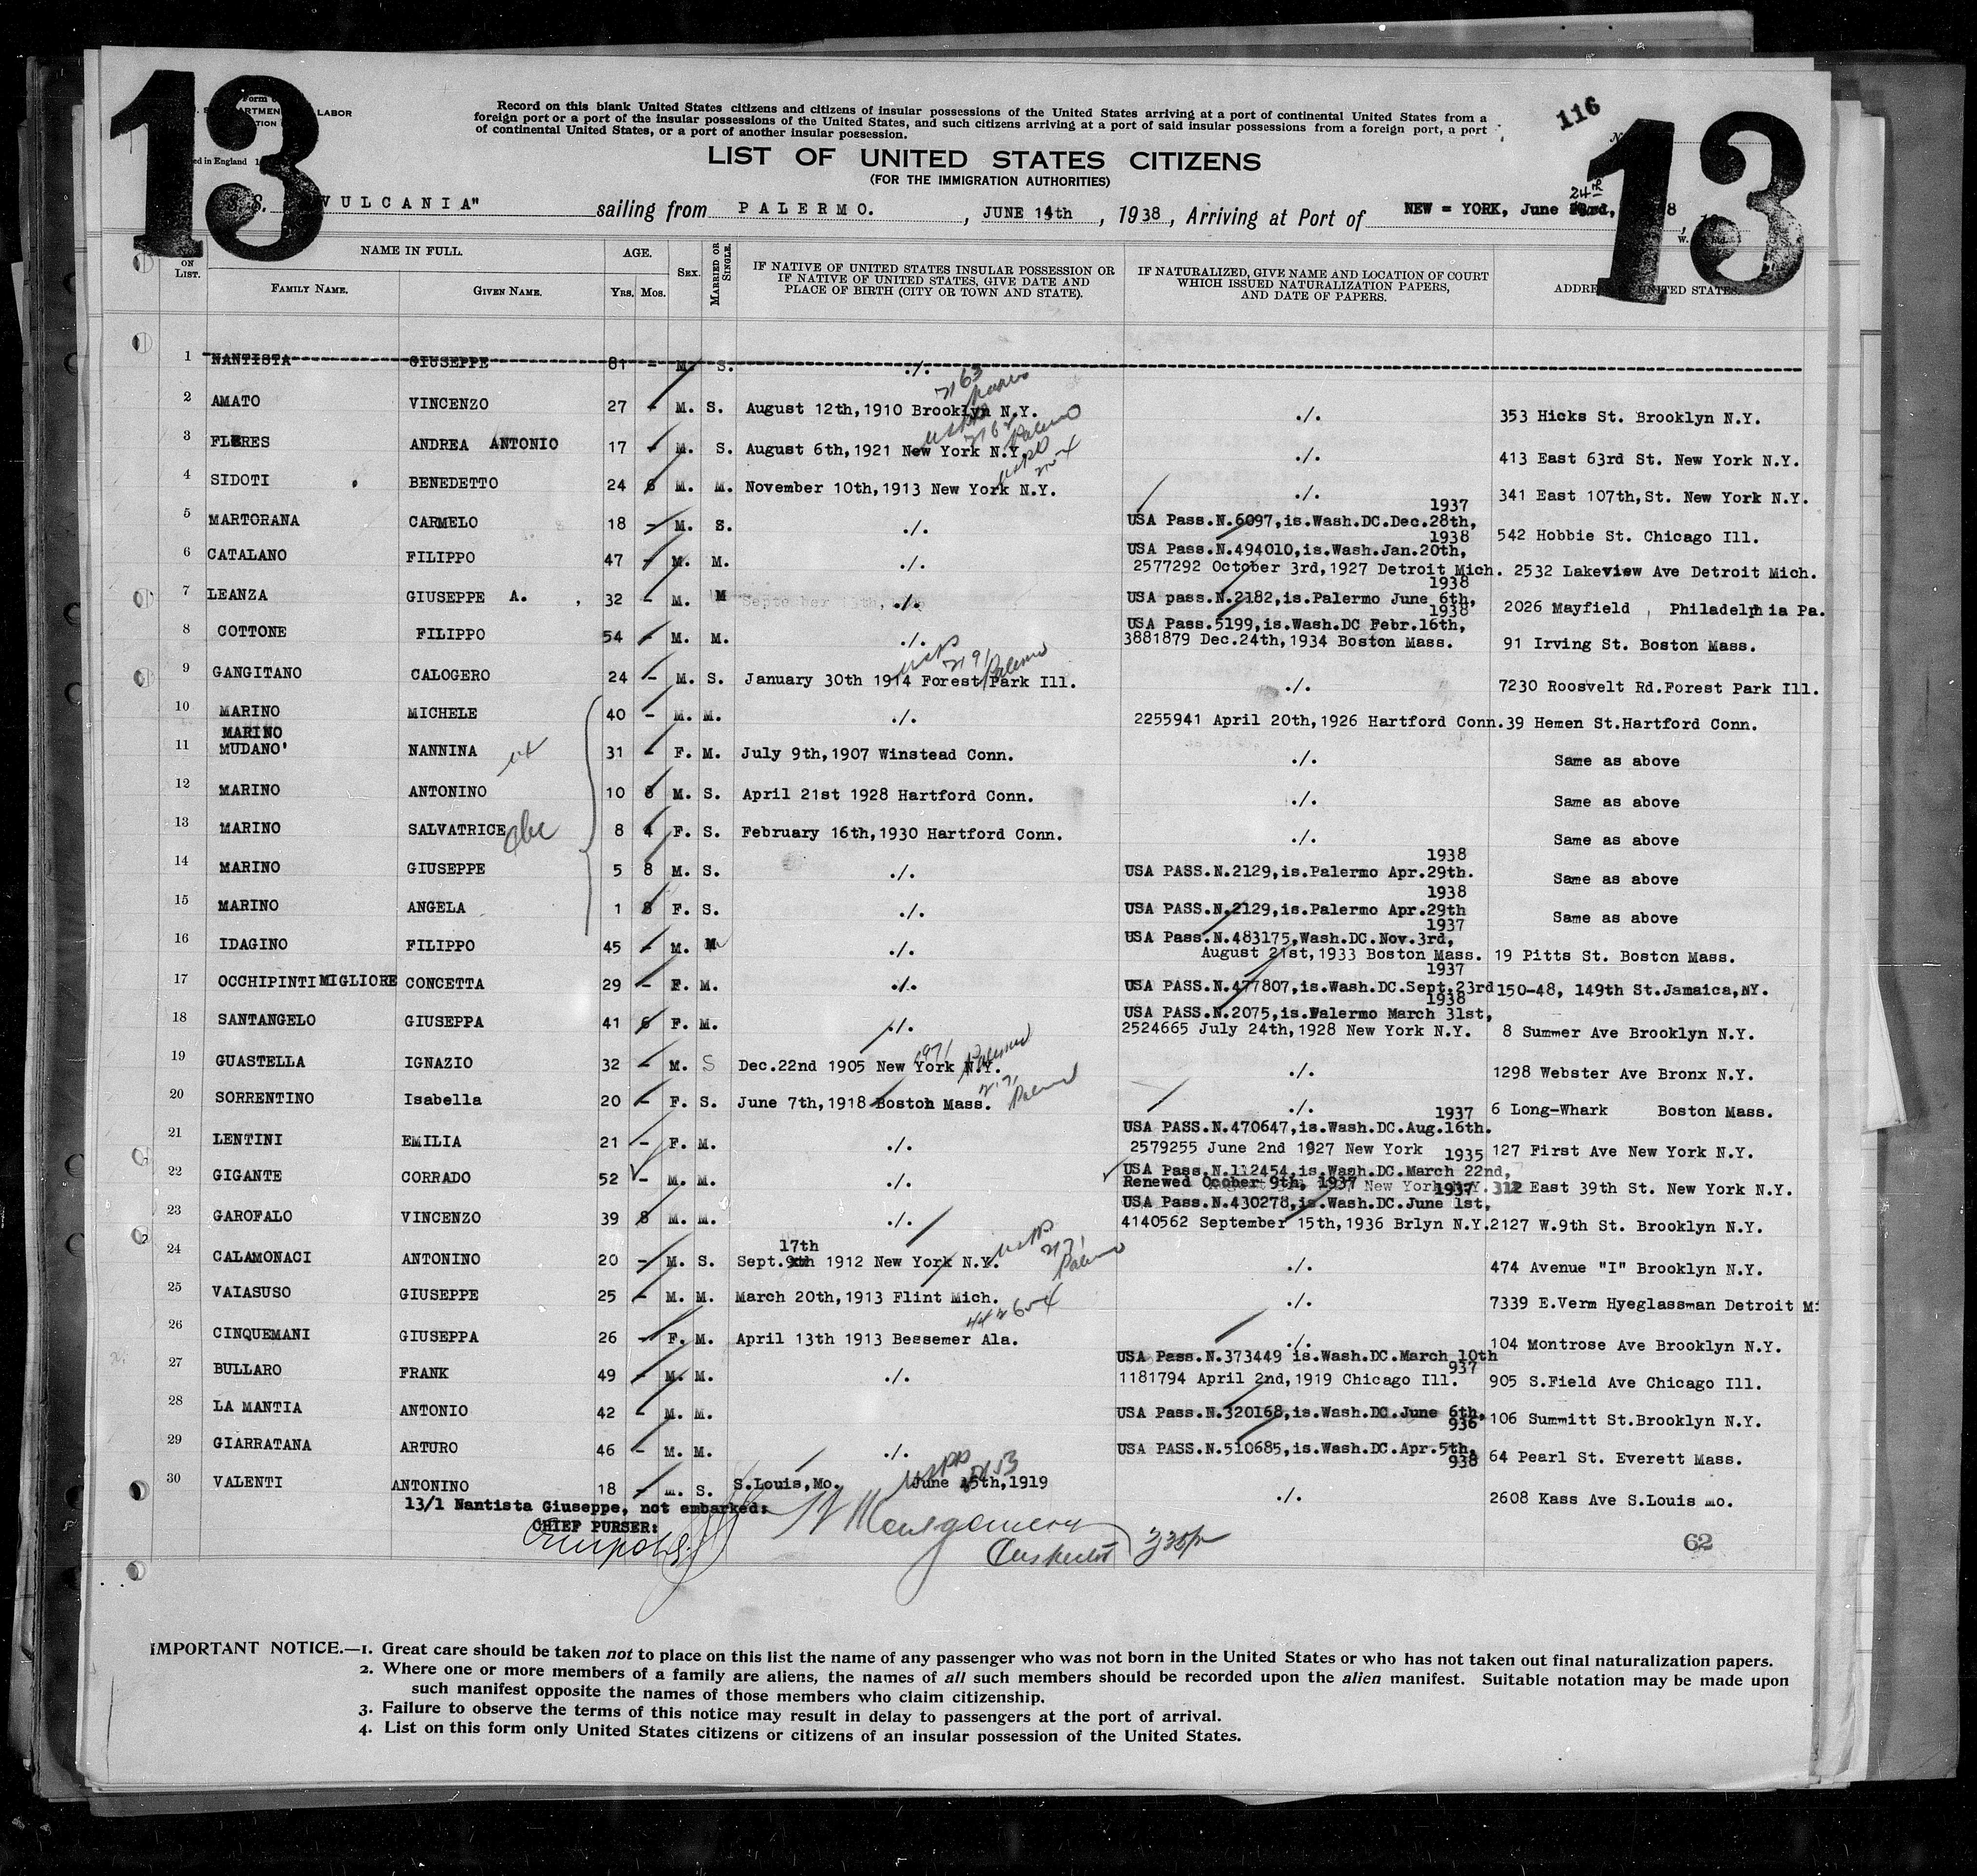 13
13
116
Form
LABOR
ed in England
Record on this blank United States citizens and citizens of insular possessions of the United States arriving at a port of continental United States from a
foreign port or a port of the insular possessions of the United States, and such citizens arriving at a port of said insular possessions from a foreign port, a port
of continental United States, or a port of another insular possession.
LIST OF UNITED STATES CITIZENS
(FOR THE IMMIGRATION AUTHORITIES)
S.S. VULCANIA" sailing from PALERMO. , JUNE 14th , 1938, Arriving at Port of NEW = YORK, June 24th
ON LIST. NAME IN FULL. AGE. SEX. MARRIED OR SINGLE. IF NATIVE OF UNITED STATES INSULAR POSSESSION OR IF NATIVE OF UNITED STATES, GIVE DATE AND PLACE OF BIRTH (CITY OR TOWN AND STATE). IF NATURALIZED, GIVE NAME AND LOCATION OF COURT WHICH ISSUED NATURALIZATION PAPERS, AND DATE OF PAPERS. UNITED STATES.
FAMILY NAME. GIVEN NAME. YRS. MOS.
1 NANTISTA GIUSEPPE 81 - M. S. ./.
2 AMATO VINCENZO 27 - M. S. August 12th,1910 Brooklyn N.Y. ./. 353 Hicks St. Brooklyn N.Y.
3 FLERES ANDREA ANTONIO 17 - M. S. August 6th,1921 New York N.Y. ./. 413 East 63rd St. New York N.Y.
4 SIDOTI BENEDETTO 24 6 M. M. November 10th,1913 New York N.Y. ./. 341 East 107th,St. New York N.Y.
1937
5 MARTORANA CARMELO 18 - M. S. ./. USA Pass.N.6097,is.Wash.DC.Dec.28th, 542 Hobbie St. Chicago Ill.
1938
6 CATALANO FILIPPO 47 - M. M. ./. USA Pass.N.494010,is.Wash.Jan.20th,
2577292 October 3rd,1927 Detroit Mich. 2532 Lakeview Ave Detroit Mich.
1938
7 LEANZA GIUSEPPE A. 32 - M. M ./. USA pass.N.2182,is.Palermo June 6th, 2026 Mayfield , Philadelphia Pa.
1938
8 COTTONE FILIPPO 54 - M. M. ./. USA Pass.5199,is.Wash.DC Febr.16th,
3881879 Dec.24th,1934 Boston Mass. 91 Irving St. Boston Mass.
9 GANGITANO CALOGERO 24 - M. S. January 30th 1914 Forest Park Ill. ./. 7230 Roosvelt Rd.Forest Park Ill.
10 MARINO MICHELE 40 - M. M. ./. 2255941 April 20th,1926 Hartford Conn. 39 Hemen St.Hartford Conn.
MARINO
11 MUDANO' NANNINA 31 - F. M. July 9th,1907 Winstead Conn. ./. Same as above
12 MARINO ANTONINO 10 8 M. S. April 21st 1928 Hartford Conn. ./. Same as above
13 MARINO SALVATRICE 8 4 F. S. February 16th,1930 Hartford Conn. ./. Same as above
1938
14 MARINO GIUSEPPE 5 8 M. S. ./. USA PASS.N.2129,is.Palermo Apr.29th. Same as above
1938
15 MARINO ANGELA 1 8 F. S. ./. USA PASS.N.2129,is.Palermo Apr.29th Same as above
1937
16 IDAGINO FILIPPO 45 - M. M ./. USA Pass.N.483175,Wash.DC.Nov.3rd,
August 21st,1933 Boston Mass. 19 Pitts St. Boston Mass.
1937
17 OCCHIPINTI MIGLIORE CONCETTA 29 - F. M. ./. USA PASS.N.477807,is.Wash.DC.Sept.23rd 150-48, 149th St.Jamaica,NY.
1938
18 SANTANGELO GIUSEPPA 41 6 F. M. ./. USA PASS.N.2075,is.Palermo March 31st,
2524665 July 24th,1928 New York N.Y. 8 Summer Ave Brooklyn N.Y.
19 GUASTELLA IGNAZIO 32 - M. S Dec.22nd 1905 New York N.Y. ./. 1298 Webster Ave Bronx N.Y.
20 SORRENTINO Isabella 20 - F. S. June 7th,1918 Boston Mass. ./. 6 Long-Whark Boston Mass.
1937
21 LENTINI EMILIA 21 - F. M. ./. USA PASS.N.470647,is.Wash.DC.Aug.16th.
2579255 June 2nd 1927 New York 127 First Ave New York N.Y.
1935
22 GIGANTE CORRADO 52 - M. M. ./. USA Pass.N.112454,is.Wash.DC.March 22nd,
Renewed Ocober 9th, 1937 New York N.Y. 312 East 39th St. New York N.Y.
1937
23 GAROFALO VINCENZO 39 8 M. M. ./. USA Pass.N.430278,is.Wash.DC.June 1st,
4140562 September 15th,1936 Brlyn N.Y. 2127 W.9th St. Brooklyn N.Y.
17th
24 CALAMONACI ANTONINO 20 - M. S. Sept.9th 1912 New York N.Y. ./. 474 Avenue "I" Brooklyn N.Y.
25 VAIASUSO GIUSEPPE 25 - M. M. March 20th,1913 Flint Mich. ./. 7339 E.Verm Hyeglassman Detroit Mi
26 CINQUEMANI GIUSEPPA 26 - F. M. April 13th 1913 Bessemer Ala. ./. 104 Montrose Ave Brooklyn N.Y.
27 BULLARO FRANK 49 - M. M. ./. USA Pass.N.373449 is.Wash.DC.March 10th
937
1181794 April 2nd,1919 Chicago Ill. 905 S.Field Ave Chicago Ill.
28 LA MANTIA ANTONIO 42 - M. M. USA Pass.N.320168,is.Wash.DC.June 6th, 106 Summitt St.Brooklyn N.Y.
936
29 GIARRATANA ARTURO 46 - M. M. ./. USA PASS.N.510685,is.Wash.DC.Apr.5th, 64 Pearl St. Everett Mass.
938
30 VALENTI ANTONINO 18 - M. S. S.Louis,Mo. June 15th,1919 ./. 2608 Kass Ave S.Louis mo.
13/1 Nantista Giuseppe, not embarked:
CHIEF PURSER:
Montgomery
62
IMPORTANT NOTICE.—1. Great care should be taken not to place on this list the name of any passenger who was not born in the United States or who has not taken out final naturalization papers.
2. Where one or more members of a family are aliens, the names of all such members should be recorded upon the alien manifest. Suitable notation may be made upon
such manifest opposite the names of those members who claim citizenship.
3. Failure to observe the terms of this notice may result in delay to passengers at the port of arrival.
4. List on this form only United States citizens or citizens of an insular possession of the United States.